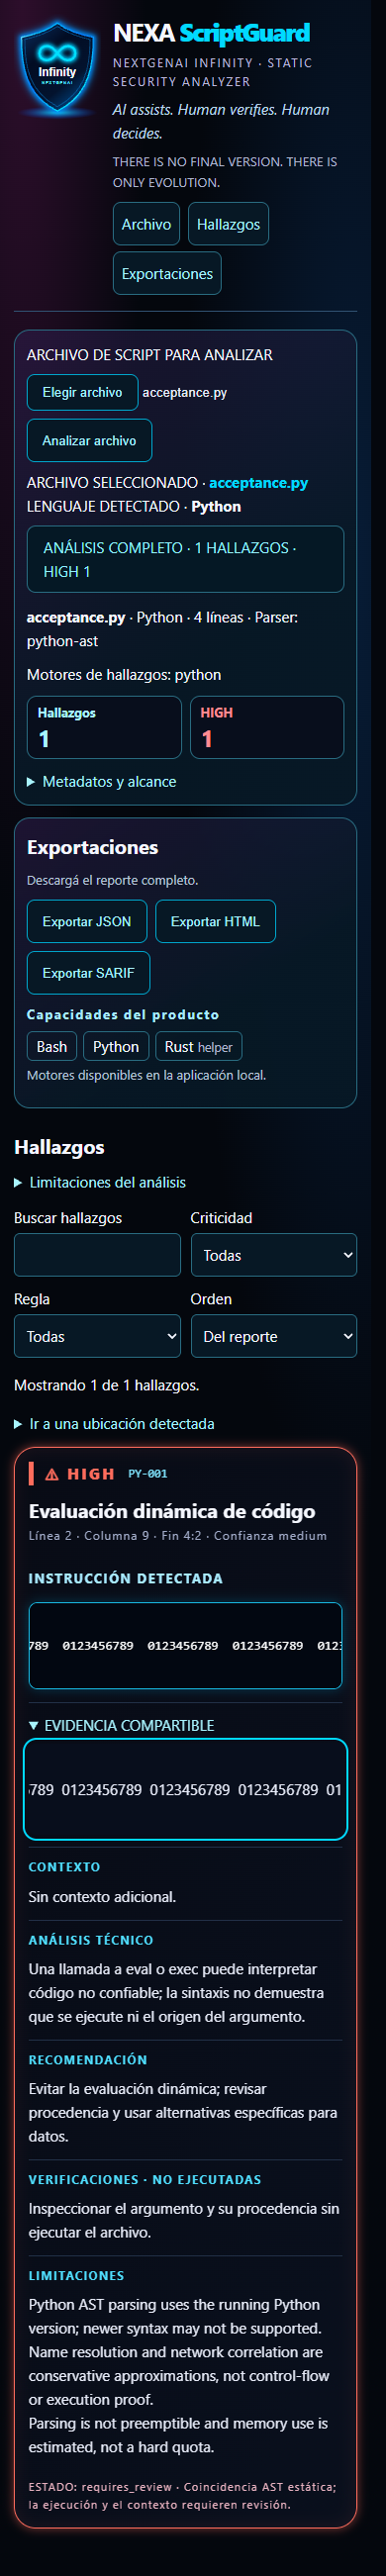 Infinity
NEXTGENAI
NEXA ScriptGuard
NEXTGENAI INFINITY · STATIC
SECURITY ANALYZER
AI assists. Human verifies. Human
decides.
THERE IS NO FINAL VERSION. THERE IS
ONLY EVOLUTION.
Archivo
Hallazgos
Exportaciones
ARCHIVO DE SCRIPT PARA ANALIZAR
Elegir archivo acceptance.py
Analizar archivo
ARCHIVO SELECCIONADO · acceptance.py
LENGUAJE DETECTADO · Python
ANÁLISIS COMPLETO · 1 HALLAZGOS ·
HIGH 1
acceptance.py · Python · 4 líneas · Parser:
python-ast
Motores de hallazgos: python
Hallazgos
1
HIGH
1
Metadatos y alcance
Exportaciones
Descargá el reporte completo.
Exportar JSON
Exportar HTML
Exportar SARIF
Capacidades del producto
Bash
Python
Rust helper
Motores disponibles en la aplicación local.
Hallazgos
Limitaciones del análisis
Buscar hallazgos
Criticidad
Todas
Regla
Orden
Todas
Del reporte
Mostrando 1 de 1 hallazgos.
Ir a una ubicación detectada
HIGH PY-001
Evaluación dinámica de código
Línea 2 · Columna 9 · Fin 4:2 · Confianza medium
INSTRUCCIÓN DETECTADA
789 0123456789 0123456789 0123456789 0123
EVIDENCIA COMPARTIBLE
789 0123456789 0123456789 0123456789 01
CONTEXTO
Sin contexto adicional.
ANÁLISIS TÉCNICO
Una llamada a eval o exec puede interpretar
código no confiable; la sintaxis no demuestra
que se ejecute ni el origen del argumento.
RECOMENDACIÓN
Evitar la evaluación dinámica; revisar
procedencia y usar alternativas específicas para
datos.
VERIFICACIONES · NO EJECUTADAS
Inspeccionar el argumento y su procedencia sin
ejecutar el archivo.
LIMITACIONES
Python AST parsing uses the running Python
version; newer syntax may not be supported.
Name resolution and network correlation are
conservative approximations, not control-flow
or execution proof.
Parsing is not preemptible and memory use is
estimated, not a hard quota.
ESTADO: requires_review · Coincidencia AST estática;
la ejecución y el contexto requieren revisión.